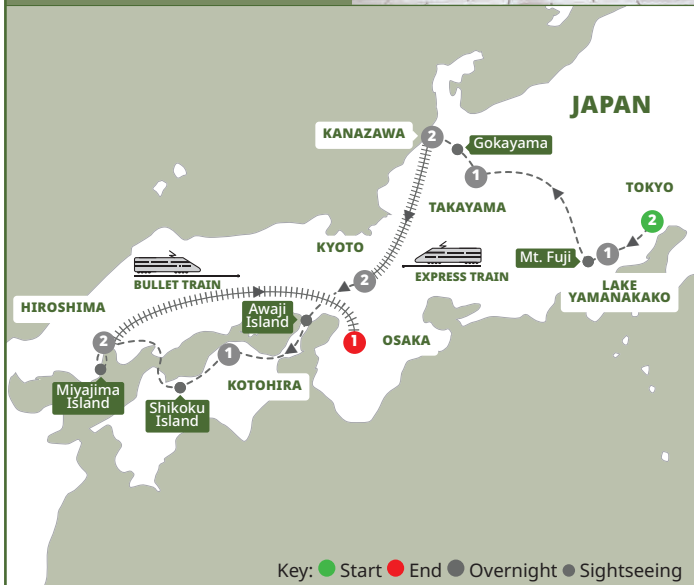 JAPAN
KANAZAWA
2
Gokayama
1
TAKAYAMA
TOKYO
2
KYOTO
Mt. Fuji
1
LAKE
YAMANAKAKO
BULLET TRAIN
EXPRESS TRAIN
2
HIROSHIMA
Awaji
Island
2
1
OSAKA
1
KOTOHIRA
Miyajima
Island
Shikoku
Island
Key: Start End Overnight Sightseeing